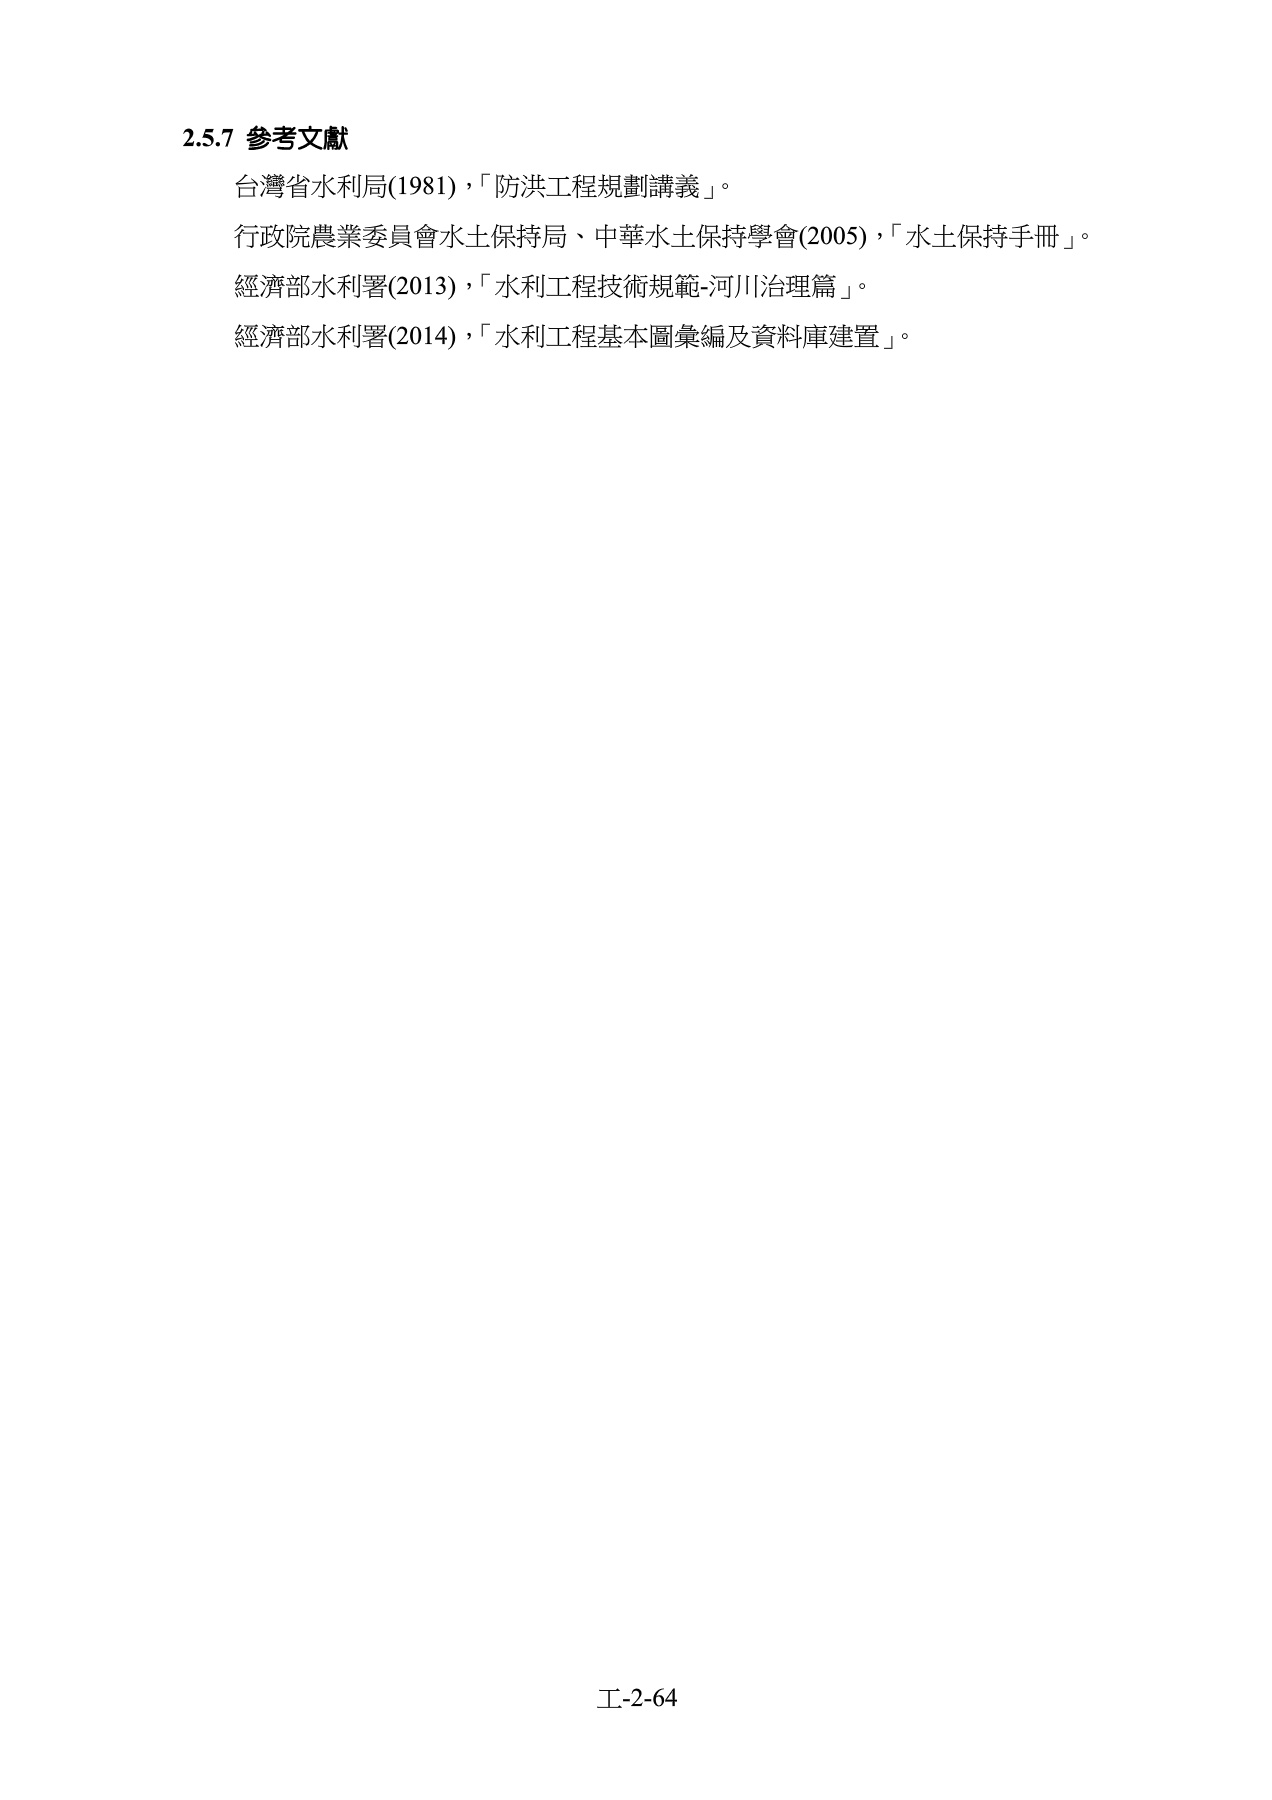 2.5.7 參考文獻
台灣省水利局(1981)，「防洪工程規劃講義」。
行政院農業委員會水土保持局、中華水土保持學會(2005)，「水土保持手冊」。
經濟部水利署(2013)，「水利工程技術規範-河川治理篇」。
經濟部水利署(2014)，「水利工程基本圖彙編及資料庫建置」。
工-2-64